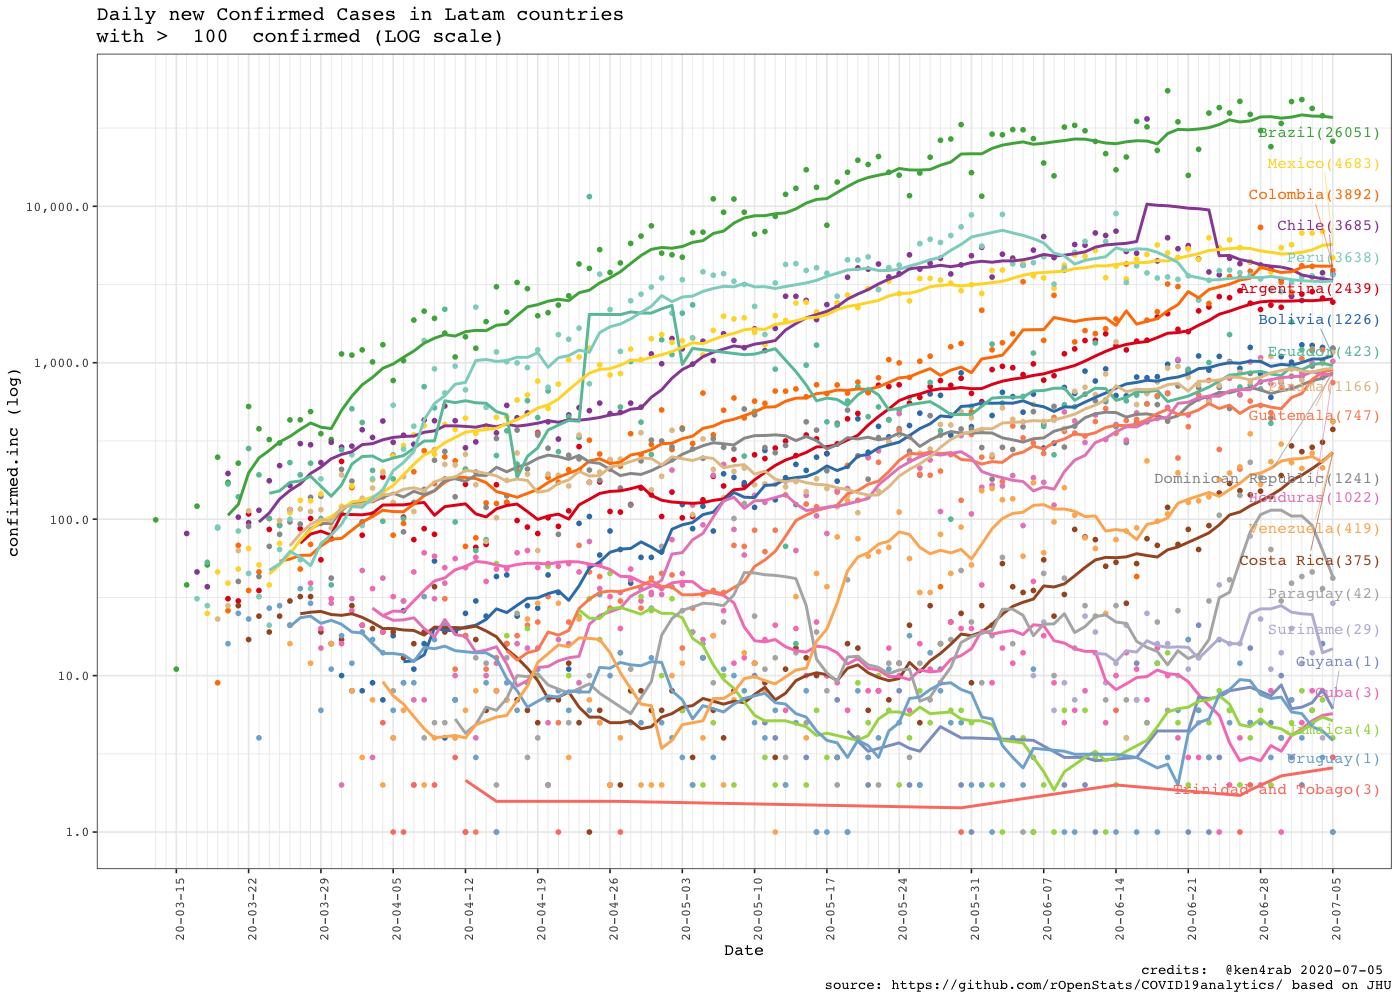 Daily new Confirmed Cases in Latam countries
with >  100  confirmed (LOG scale)
confirmed.inc (log)
10,000.0
1,000.0
100.0
10.0
1.0
Brazil(26051)
Mexico(4683)
Colombia(3892)
Chile(3685)
Peru(3638)
Argentina(2439)
Bolivia(1226)
Ecuador(423)
Panama(1166)
Guatemala(747)
Dominican Republic(1241)
Honduras(1022)
Venezuela(419)
Costa Rica(375)
Paraguay(42)
Suriname(29)
Guyana(1)
Cuba(3)
Jamaica(4)
Uruguay(1)
Trinidad and Tobago(3)
20-03-15
20-03-22
20-03-29
20-04-05
20-04-12
20-04-19
20-04-26
20-05-03
20-05-10
20-05-17
20-05-24
20-05-31
20-06-07
20-06-14
20-06-21
20-06-28
20-07-05
Date
credits:  @ken4rab 2020-07-05
source: https://github.com/rOpenStats/COVID19analytics/ based on JHU